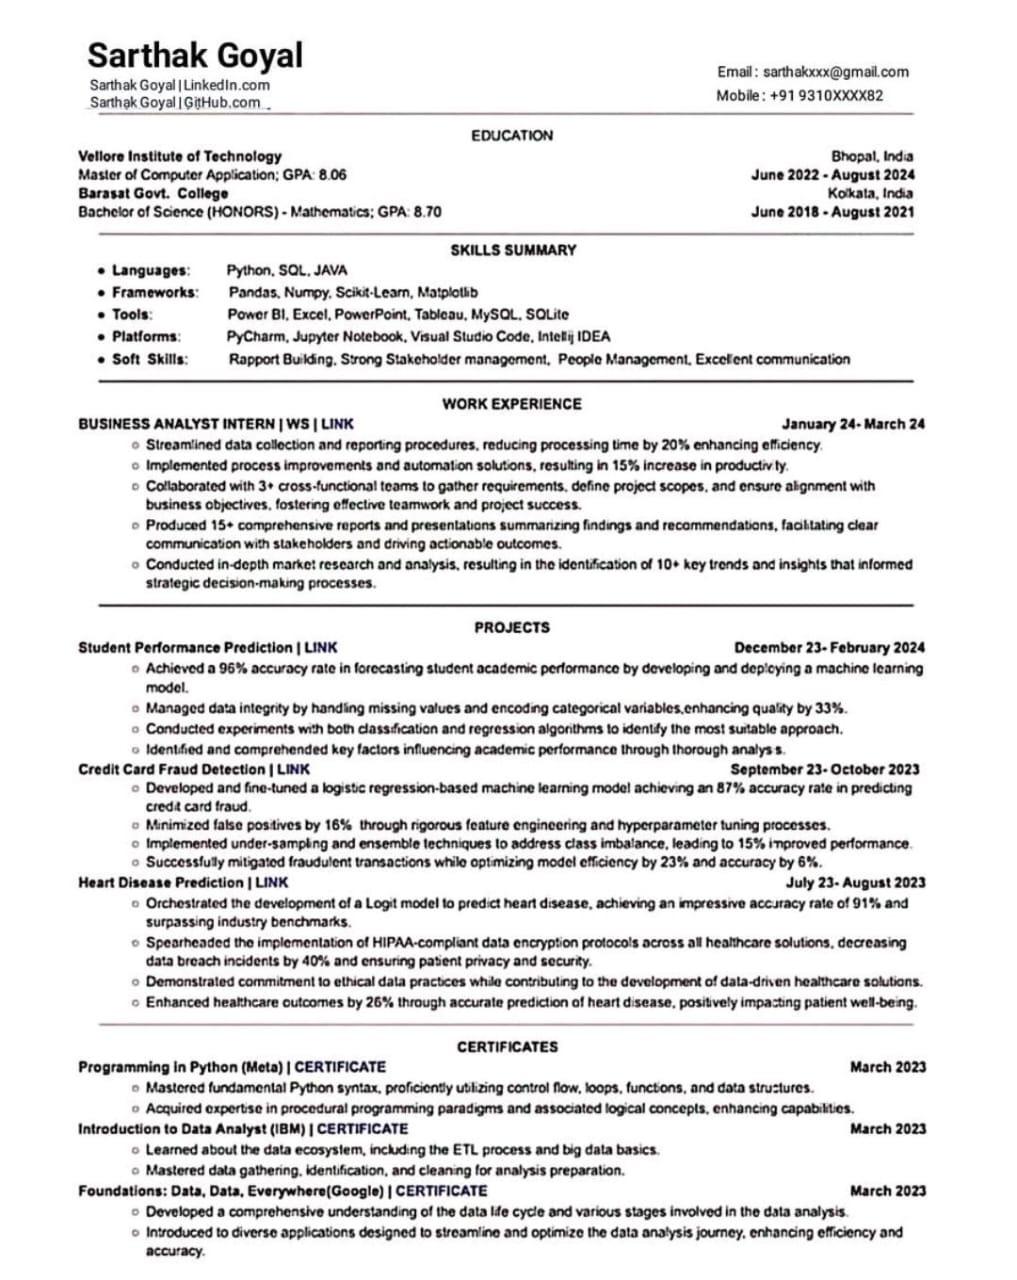 Sarthak Goyal
Sarthak Goyal | LinkedIn.com
Sarthak Goyal | GitHub.com
Email : sarthakxxx@gmail.com
Mobile : +91 9310XXXX82
EDUCATION
Vellore Institute of Technology Bhopal, India
Master of Computer Application; GPA: 8.06 June 2022 - August 2024
Barasat Govt. College Kolkata, India
Bachelor of Science (HONORS) - Mathematics; GPA: 8.70 June 2018 - August 2021
SKILLS SUMMARY
• Languages: Python, SQL, JAVA
• Frameworks: Pandas, Numpy, Scikit-Learn, Matplotlib
• Tools: Power BI, Excel, PowerPoint, Tableau, MySQL, SQLite
• Platforms: PyCharm, Jupyter Notebook, Visual Studio Code, Intellij IDEA
• Soft Skills: Rapport Building, Strong Stakeholder management, People Management, Excellent communication
WORK EXPERIENCE
BUSINESS ANALYST INTERN | WS | LINK January 24- March 24
○ Streamlined data collection and reporting procedures, reducing processing time by 20% enhancing efficiency.
○ Implemented process improvements and automation solutions, resulting in 15% increase in productivity.
○ Collaborated with 3+ cross-functional teams to gather requirements, define project scopes, and ensure alignment with
business objectives, fostering effective teamwork and project success.
○ Produced 15+ comprehensive reports and presentations summarizing findings and recommendations, facilitating clear
communication with stakeholders and driving actionable outcomes.
○ Conducted in-depth market research and analysis, resulting in the identification of 10+ key trends and insights that informed
strategic decision-making processes.
PROJECTS
Student Performance Prediction | LINK December 23- February 2024
○ Achieved a 96% accuracy rate in forecasting student academic performance by developing and deploying a machine learning
model.
○ Managed data integrity by handling missing values and encoding categorical variables,enhancing quality by 33%.
○ Conducted experiments with both classification and regression algorithms to identify the most suitable approach.
○ Identified and comprehended key factors influencing academic performance through thorough analysis.
Credit Card Fraud Detection | LINK September 23- October 2023
○ Developed and fine-tuned a logistic regression-based machine learning model achieving an 87% accuracy rate in predicting
credit card fraud.
○ Minimized false positives by 16% through rigorous feature engineering and hyperparameter tuning processes.
○ Implemented under-sampling and ensemble techniques to address class imbalance, leading to 15% improved performance.
○ Successfully mitigated fraudulent transactions while optimizing model efficiency by 23% and accuracy by 6%.
Heart Disease Prediction | LINK July 23- August 2023
○ Orchestrated the development of a Logit model to predict heart disease, achieving an impressive accuracy rate of 91% and
surpassing industry benchmarks.
○ Spearheaded the implementation of HIPAA-compliant data encryption protocols across all healthcare solutions, decreasing
data breach incidents by 40% and ensuring patient privacy and security.
○ Demonstrated commitment to ethical data practices while contributing to the development of data-driven healthcare solutions.
○ Enhanced healthcare outcomes by 26% through accurate prediction of heart disease, positively impacting patient well-being.
CERTIFICATES
Programming in Python (Meta) | CERTIFICATE March 2023
○ Mastered fundamental Python syntax, proficiently utilizing control flow, loops, functions, and data structures.
○ Acquired expertise in procedural programming paradigms and associated logical concepts, enhancing capabilities.
Introduction to Data Analyst (IBM) | CERTIFICATE March 2023
○ Learned about the data ecosystem, including the ETL process and big data basics.
○ Mastered data gathering, identification, and cleaning for analysis preparation.
Foundations: Data, Data, Everywhere(Google) | CERTIFICATE March 2023
○ Developed a comprehensive understanding of the data life cycle and various stages involved in the data analysis.
○ Introduced to diverse applications designed to streamline and optimize the data analysis journey, enhancing efficiency and
accuracy.